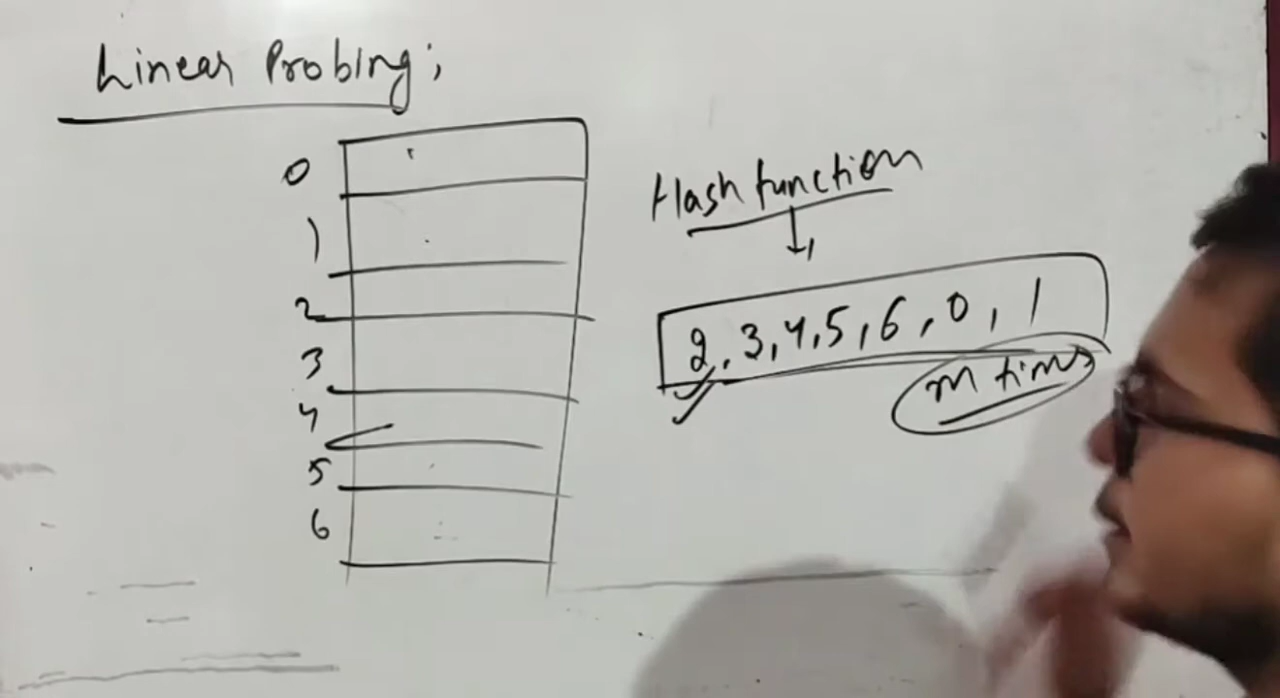 Linear Probing;
0
1
2
3
4
5
6
Hash function
2, 3, 4, 5, 6, 0, 1
m times